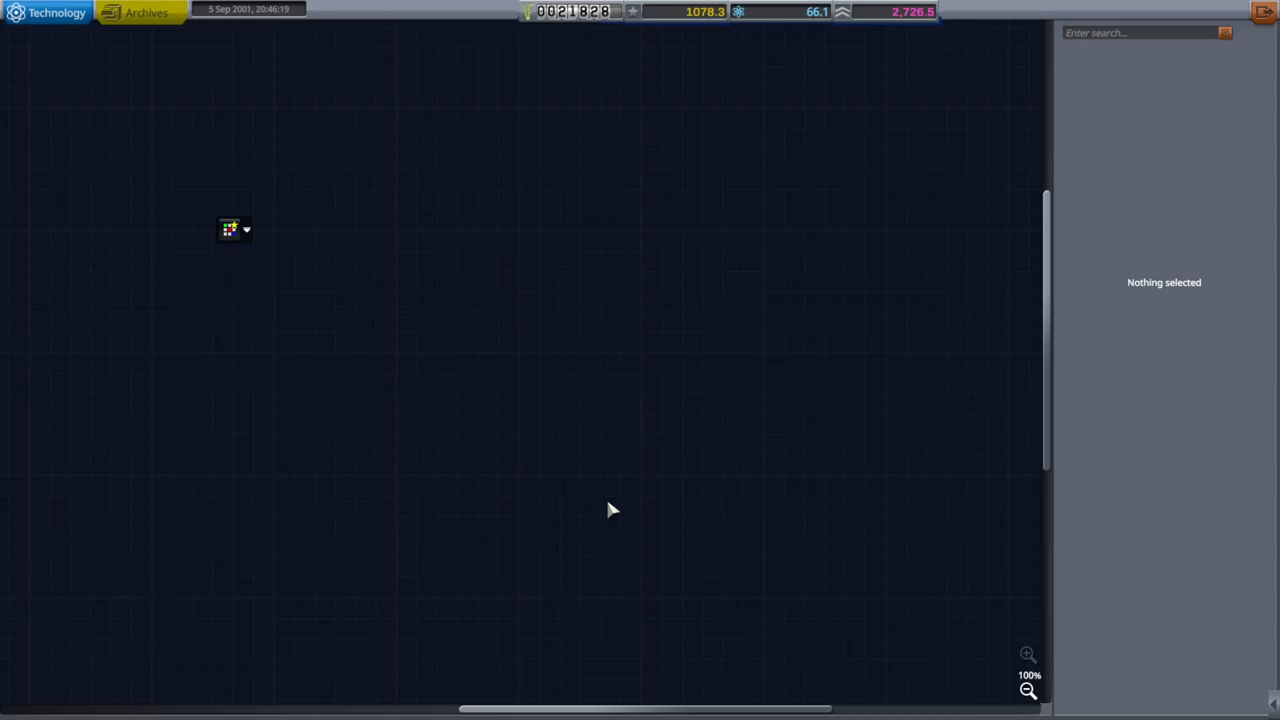 Technology
Archives
5 Sep 2001, 20:46:19
0021828
1078.3
66.1
2,726.5
Enter search...
Nothing selected
100%